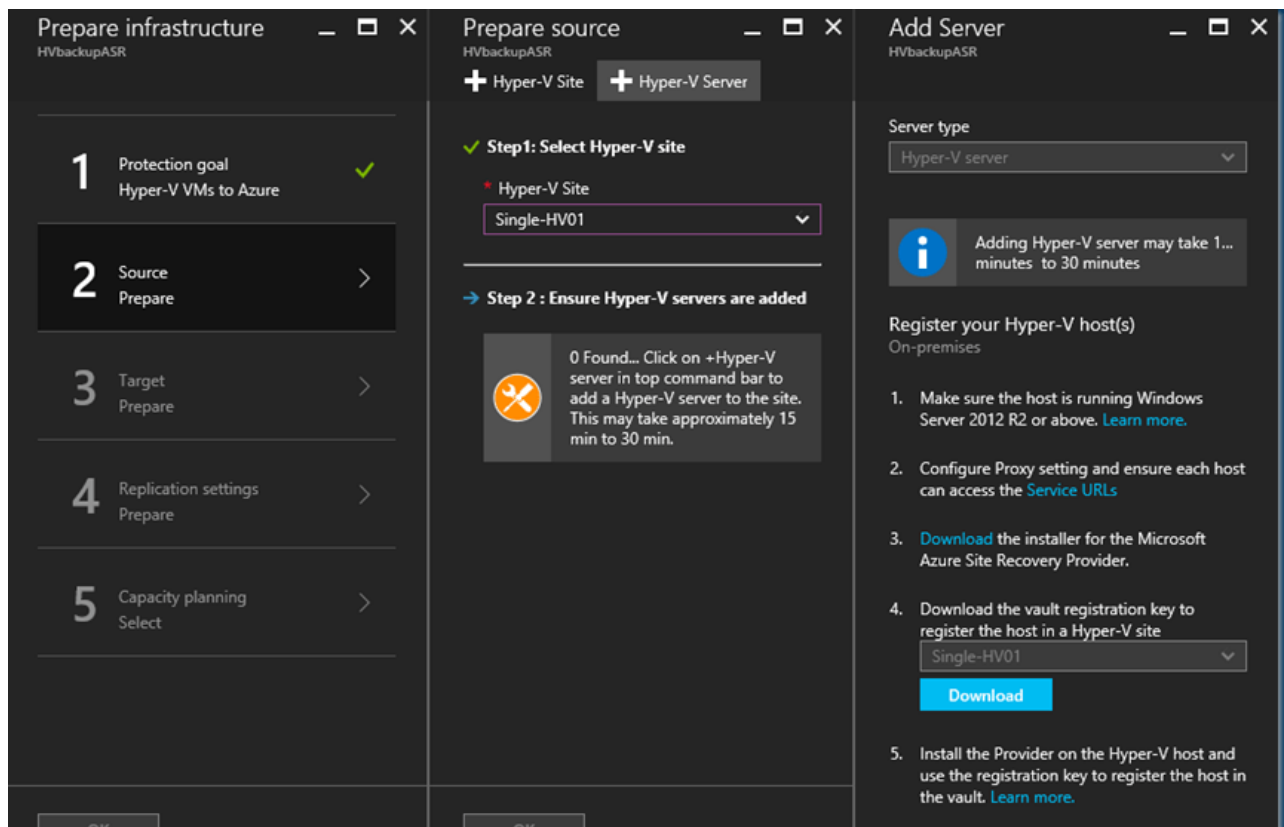 Prepare infrastructure
HVbackupASR
1
Protection goal
Hyper-V VMs to Azure
2
Source
Prepare
3
Target
Prepare
4
Replication settings
Prepare
5
Capacity planning
Select
Prepare source
HVbackupASR
Hyper-V Site
Hyper-V Server
Step1: Select Hyper-V site
* Hyper-V Site
Single-HV01
Step 2 : Ensure Hyper-V servers are added
0 Found... Click on +Hyper-V
server in top command bar to
add a Hyper-V server to the site.
This may take approximately 15
min to 30 min.
Add Server
HVbackupASR
Server type
Hyper-V server
Adding Hyper-V server may take 1...
minutes to 30 minutes
Register your Hyper-V host(s)
On-premises
1. Make sure the host is running Windows
Server 2012 R2 or above. Learn more.
2. Configure Proxy setting and ensure each host
can access the Service URLs
3. Download the installer for the Microsoft
Azure Site Recovery Provider.
4. Download the vault registration key to
register the host in a Hyper-V site
Single-HV01
Download
5. Install the Provider on the Hyper-V host and
use the registration key to register the host in
the vault. Learn more.